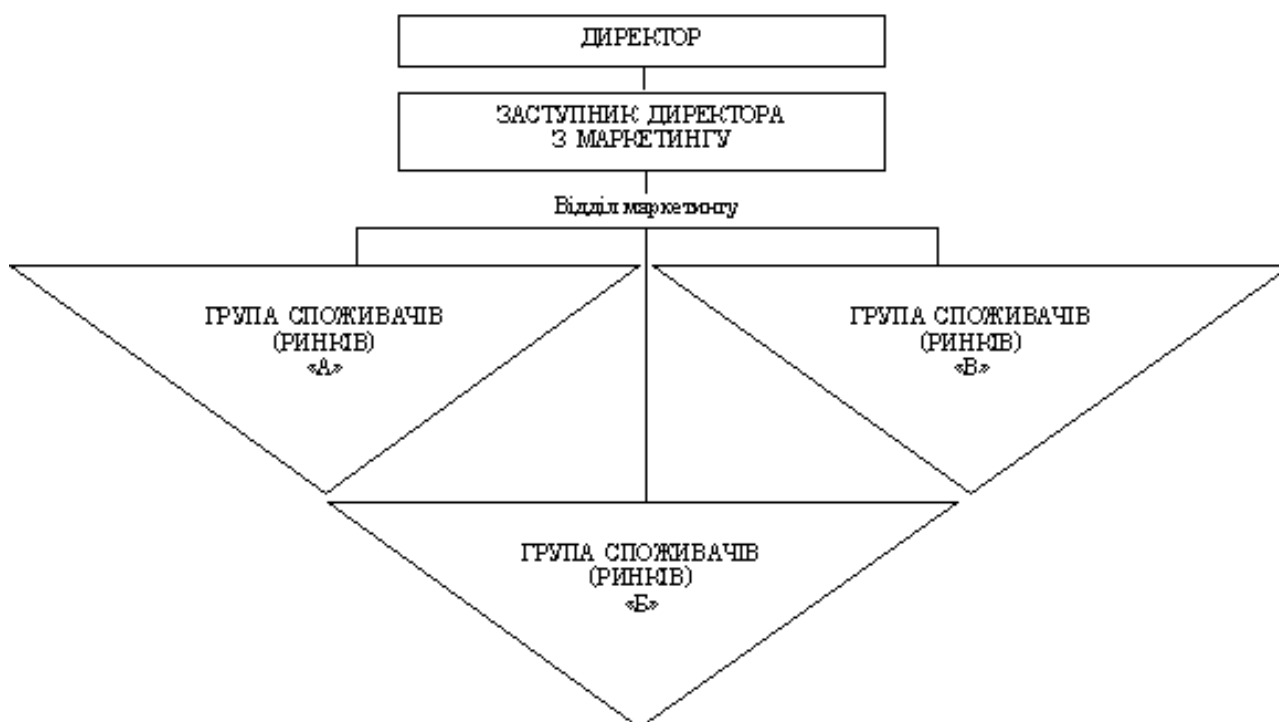 ДИРЕКТОР
ЗАСТУПНИК ДИРЕКТОРА
З МАРКЕТИНГУ
Відділ маркетингу
ГРУПА СПОЖИВАЧІВ
(РИНКІВ)
«А»
ГРУПА СПОЖИВАЧІВ
(РИНКІВ)
«В»
ГРУПА СПОЖИВАЧІВ
(РИНКІВ)
«Б»